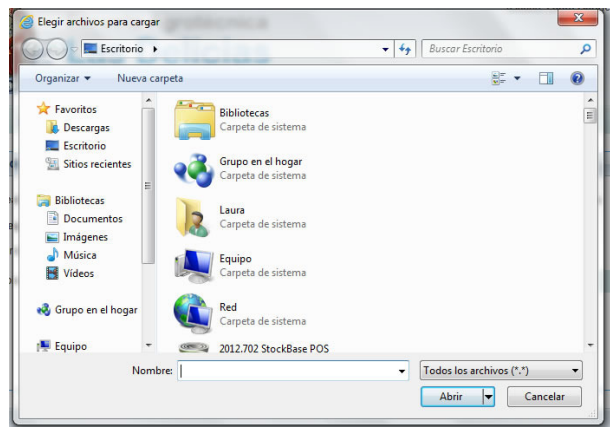 Elegir archivos para cargar
Escritorio
Buscar Escritorio
Organizar
Nueva carpeta
Favoritos
Descargas
Escritorio
Sitios recientes
Bibliotecas
Documentos
Imágenes
Música
Vídeos
Grupo en el hogar
Equipo
Bibliotecas
Carpeta de sistema
Grupo en el hogar
Carpeta de sistema
Laura
Carpeta de sistema
Equipo
Carpeta de sistema
Red
Carpeta de sistema
2012.702 StockBase POS
Nombre:
Todos los archivos (*.*)
Abrir
Cancelar